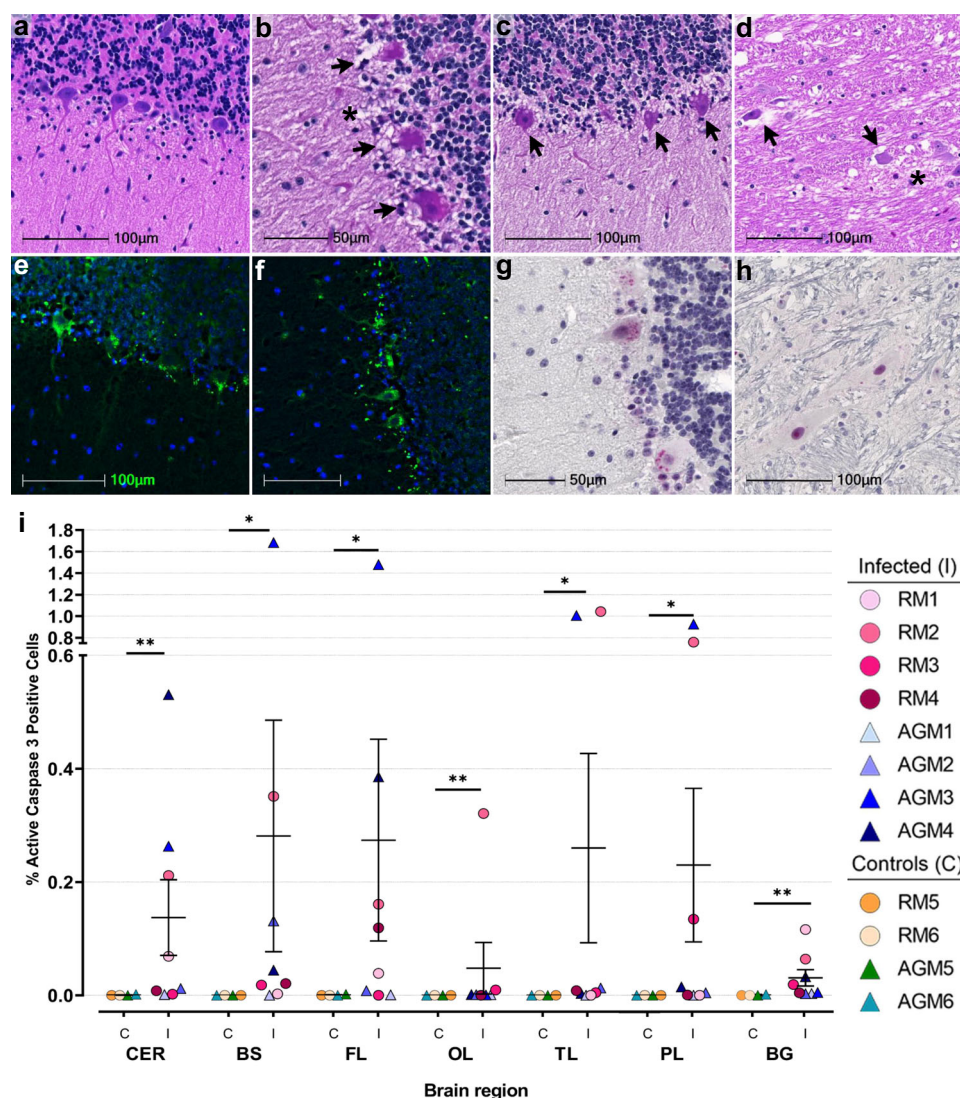 a
b
c
d
*
*
100µm
50µm
100µm
100µm
e
f
g
h
100µm
50µm
100µm
i
1.8
1.6
1.4
1.2
1.0
0.8
0.6
0.4
0.2
0.0
% Active Caspase 3 Positive Cells
**
*
*
**
*
*
**
C I C I C I C I C I C I C I
CER BS FL OL TL PL BG
Brain region
Infected (I)
RM1
RM2
RM3
RM4
AGM1
AGM2
AGM3
AGM4
Controls (C)
RM5
RM6
AGM5
AGM6